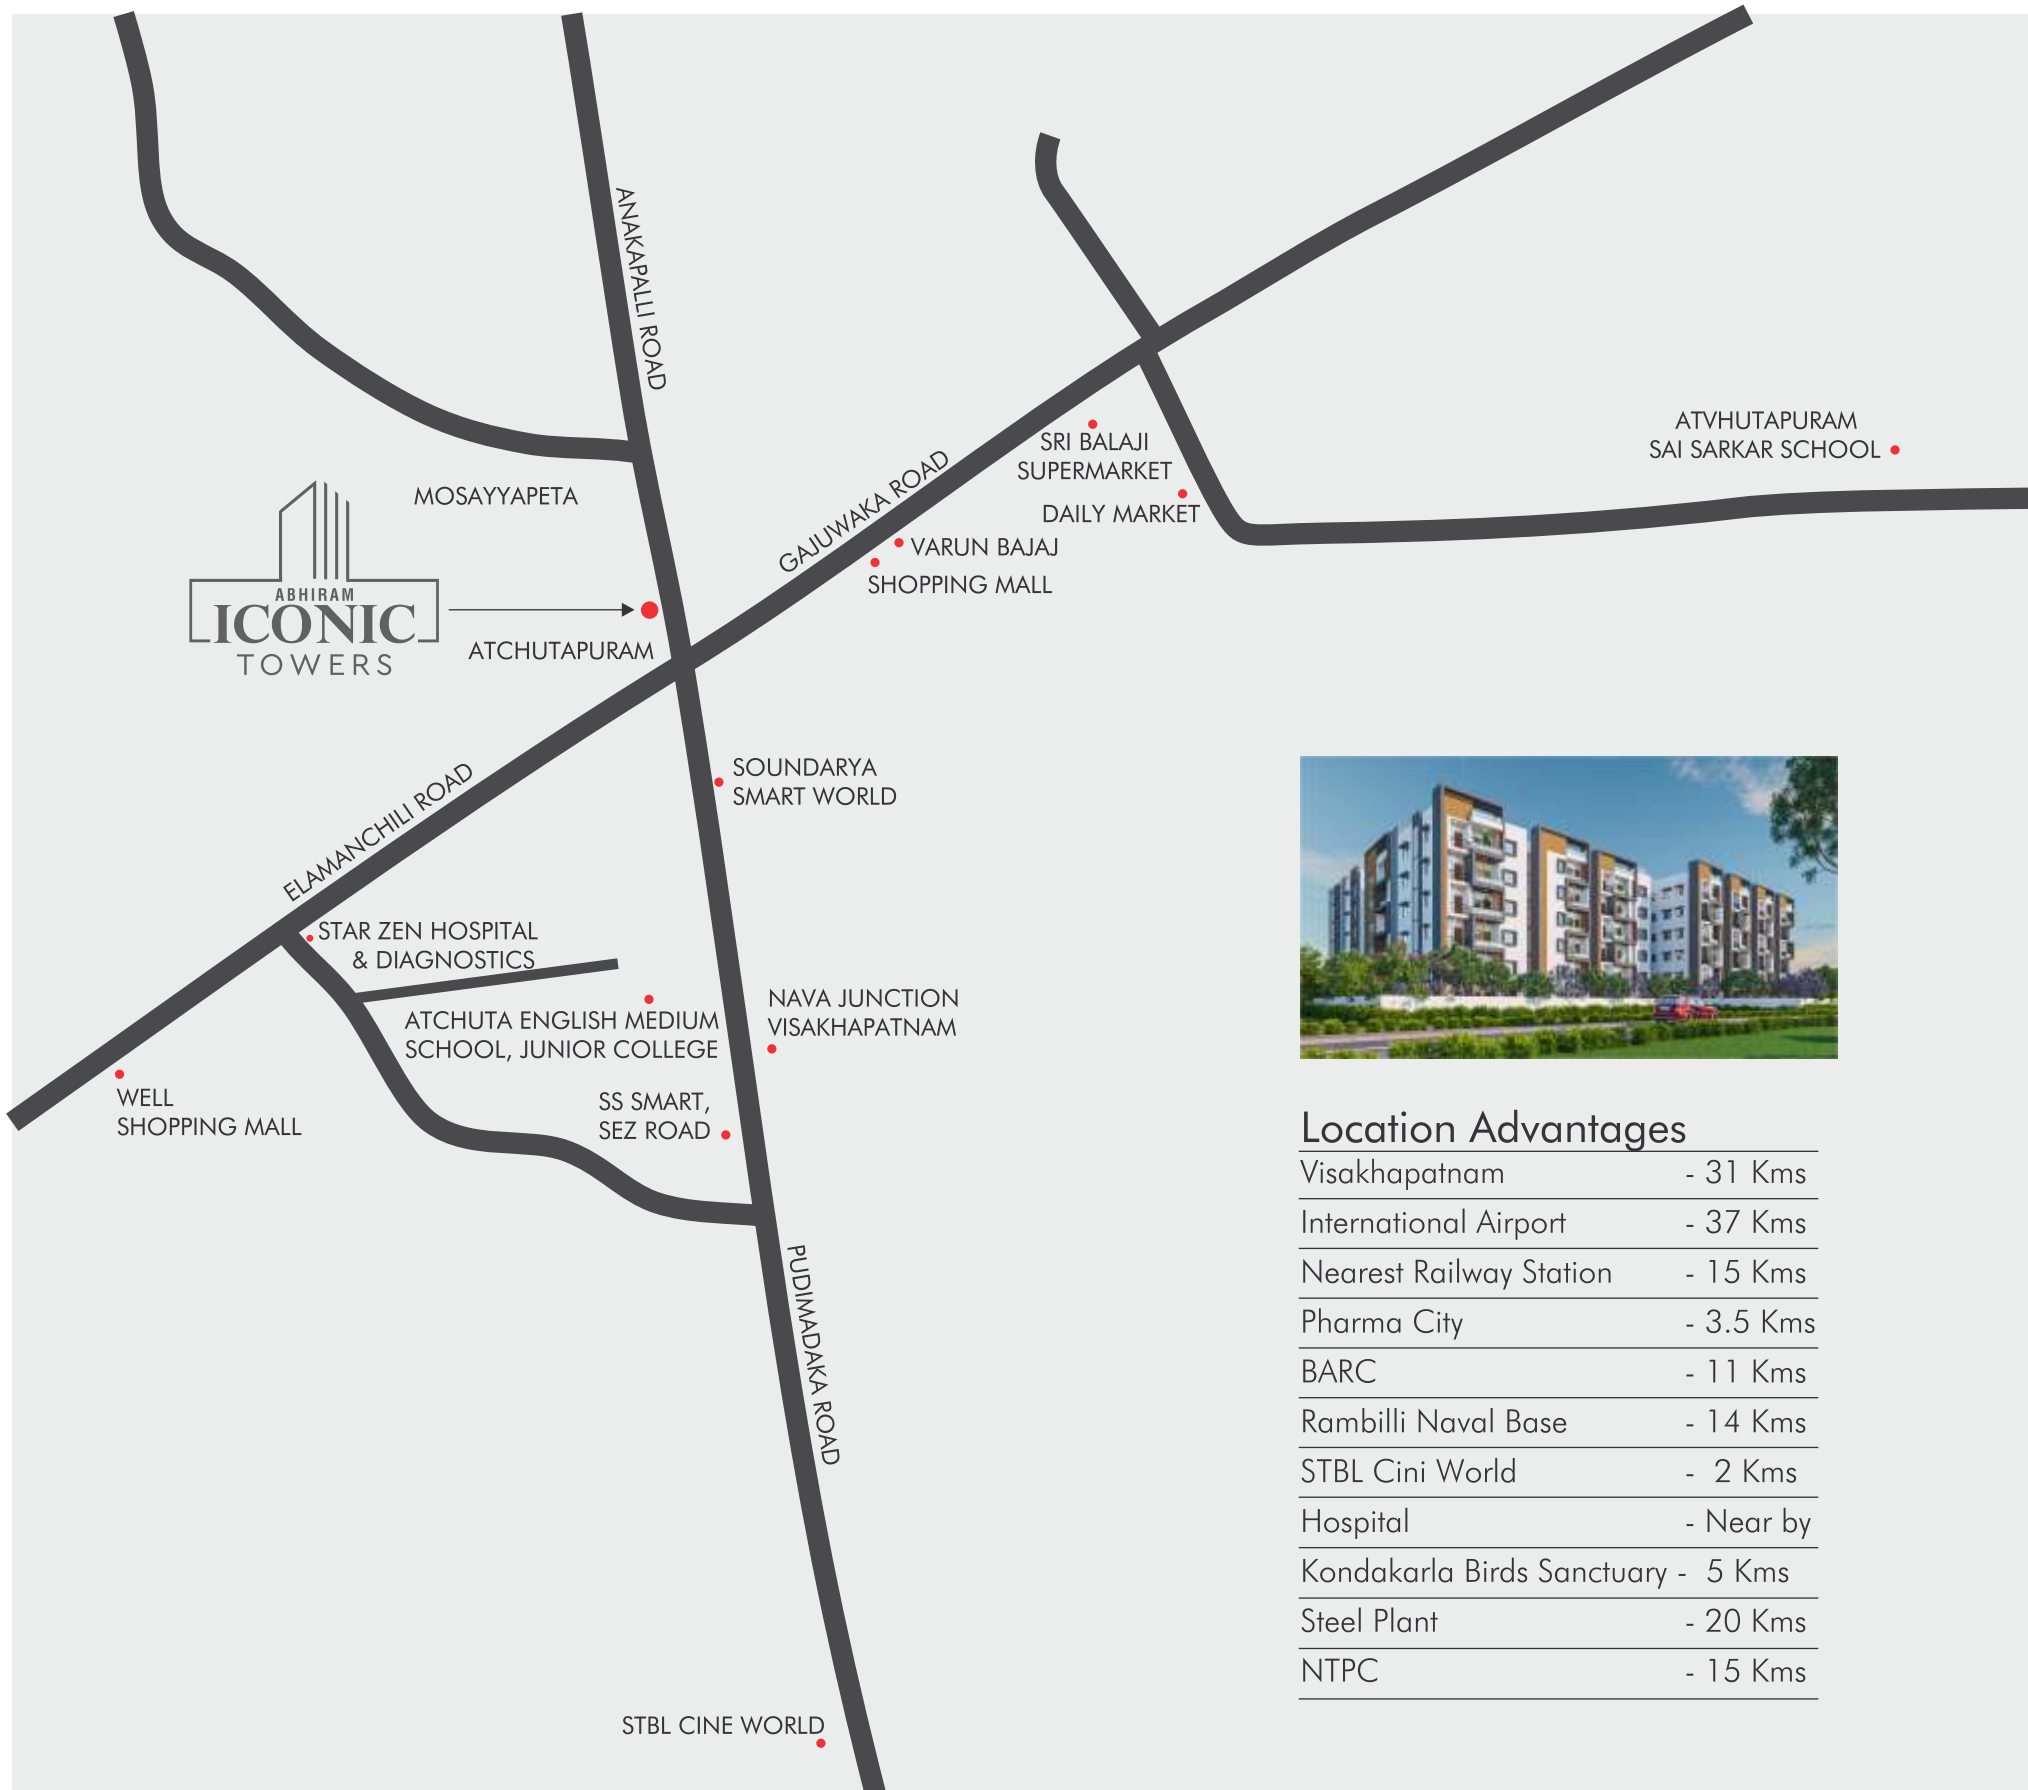 ANAKAPALLI ROAD
ATVHUTAPURAM
SAI SARKAR SCHOOL
SRI BALAJI
SUPERMARKET
GAJUWAKA ROAD
DAILY MARKET
MOSAYYAPETA
VARUN BAJAJ
SHOPPING MALL
ABHIRAM
ICONIC
TOWERS
ATCHUTAPURAM
SOUNDARYA
SMART WORLD
ELAMANCHILI ROAD
STAR ZEN HOSPITAL
& DIAGNOSTICS
NAVA JUNCTION
VISAKHAPATNAM
ATCHUTA ENGLISH MEDIUM
SCHOOL, JUNIOR COLLEGE
WELL
SHOPPING MALL
SS SMART,
SEZ ROAD
PUDIMADAKA ROAD
STBL CINE WORLD
Location Advantages
Visakhapatnam - 31 Kms
International Airport - 37 Kms
Nearest Railway Station - 15 Kms
Pharma City - 3.5 Kms
BARC - 11 Kms
Rambilli Naval Base - 14 Kms
STBL Cini World - 2 Kms
Hospital - Near by
Kondakarla Birds Sanctuary - 5 Kms
Steel Plant - 20 Kms
NTPC - 15 Kms